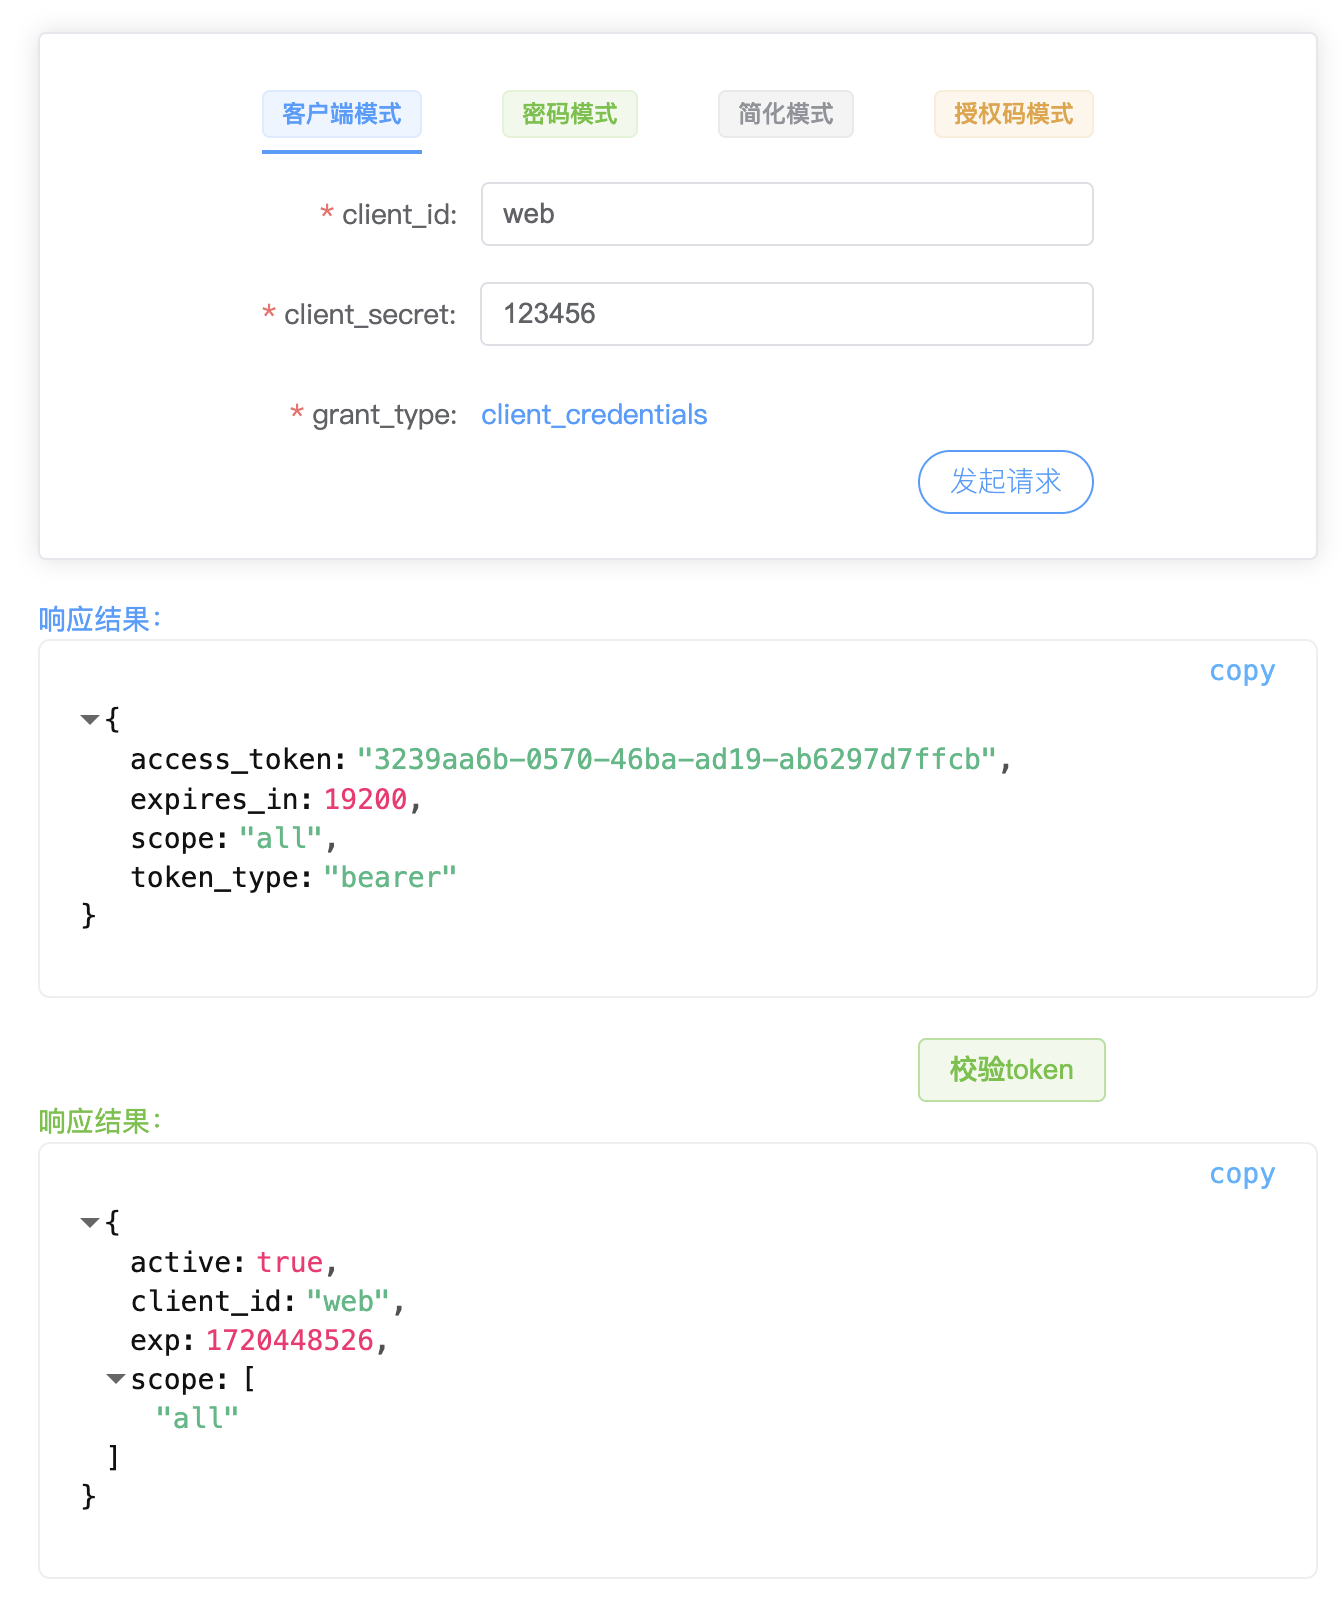 客户端模式 密码模式 简化模式 授权码模式
* client_id: web
* client_secret: 123456
* grant_type: client_credentials
发起请求
响应结果：
copy
{
access_token: "3239aa6b-0570-46ba-ad19-ab6297d7ffcb",
expires_in: 19200,
scope: "all",
token_type: "bearer"
}
校验token
响应结果：
copy
{
active: true,
client_id: "web",
exp: 1720448526,
scope: [
"all"
]
}